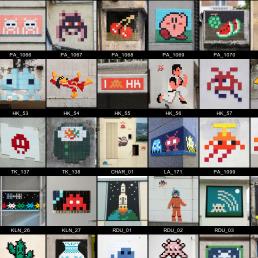 PA_1066 PA_1067 PA_1068 PA_1069 PA_1070
I HK
HK_53 HK_54 HK_55 HK_56 HK_57
TK_137 TK_138 CHAR_01 LA_171 PA_1099
KLN_26 KLN_27 RDU_01 RDU_02 RDU_03